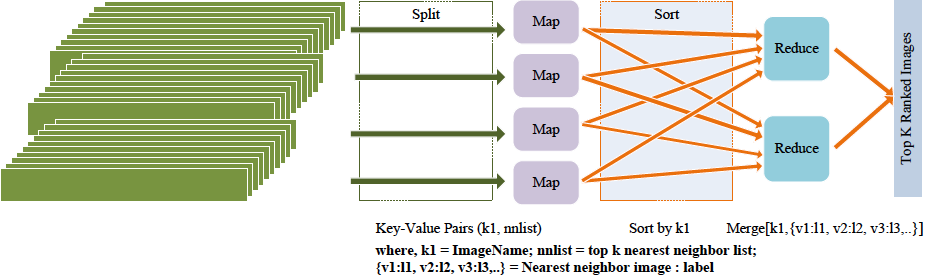 Split
Map
Sort
Map
Map
Map
Reduce
Reduce
Top K Ranked Images
Key-Value Pairs (k1, nnlist)
Sort by k1
Merge[k1,{v1:l1, v2:l2, v3:l3,..}]
where, k1 = ImageName; nnlist = top k nearest neighbor list;
{v1:l1, v2:l2, v3:l3,..} = Nearest neighbor image : label